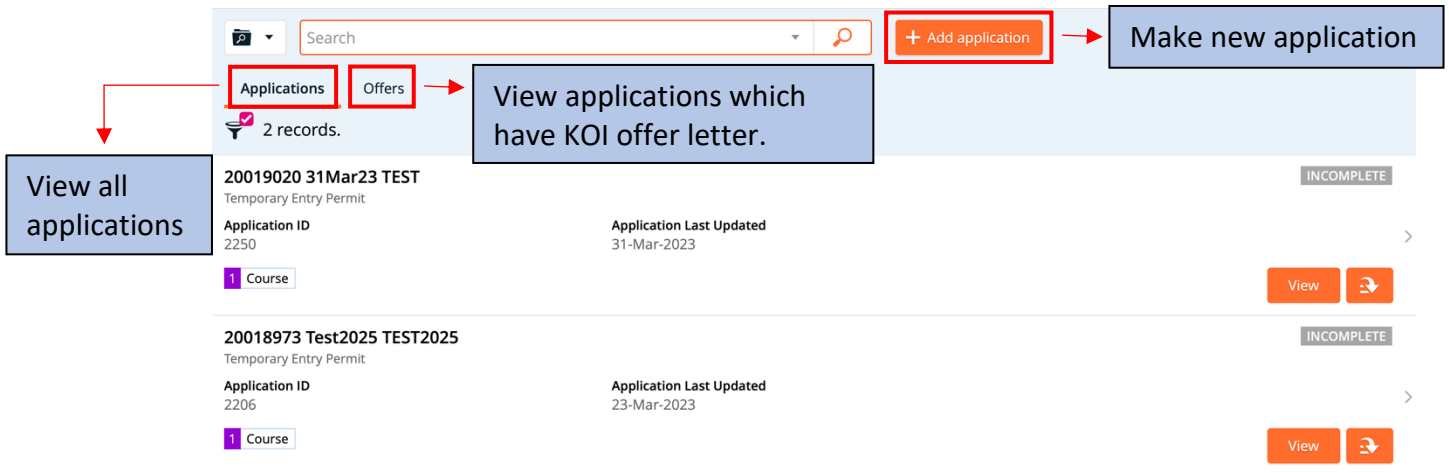 Search
+ Add application
Make new application
Applications
Offers
View applications which
have KOI offer letter.
2 records.
View all
applications
20019020 31Mar23 TEST
INCOMPLETE
Temporary Entry Permit
Application ID
Application Last Updated
2250
31-Mar-2023
1 Course
View
20018973 Test2025 TEST2025
INCOMPLETE
Temporary Entry Permit
Application ID
Application Last Updated
2206
23-Mar-2023
1 Course
View